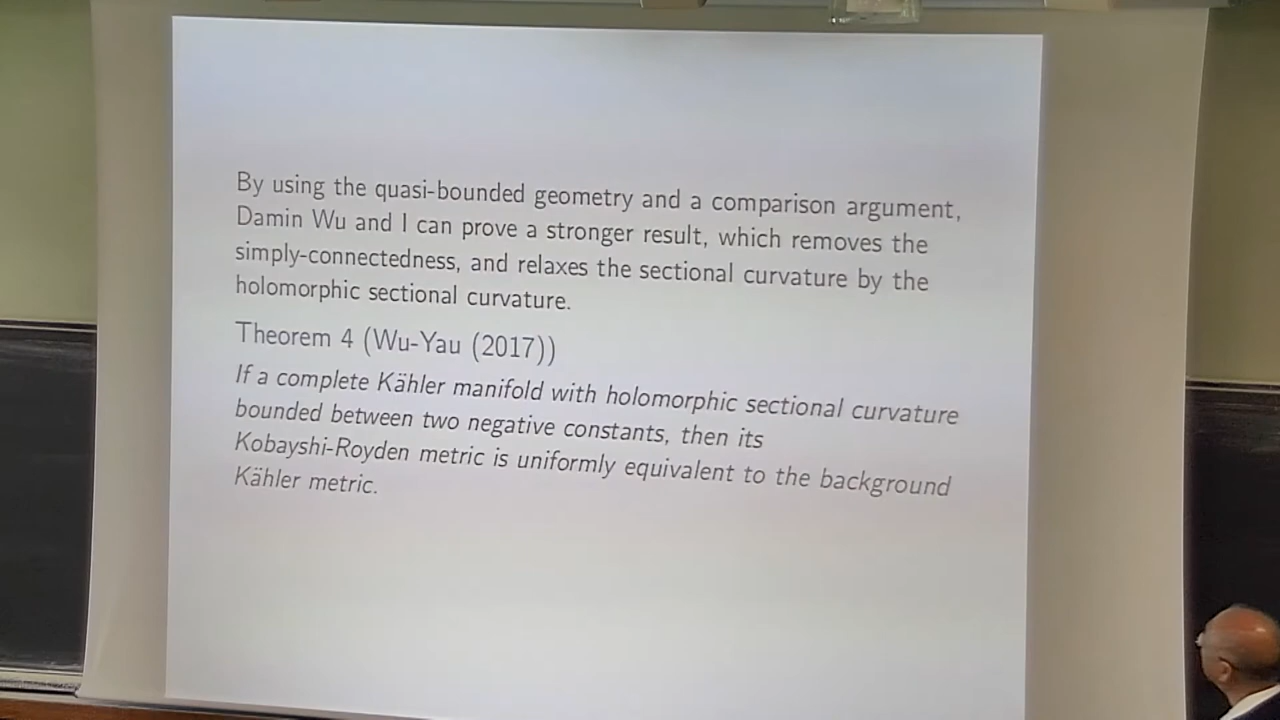 By using the quasi-bounded geometry and a comparison argument,
Damin Wu and I can prove a stronger result, which removes the
simply-connectedness, and relaxes the sectional curvature by the
holomorphic sectional curvature.
Theorem 4 (Wu-Yau (2017))
If a complete Kähler manifold with holomorphic sectional curvature
bounded between two negative constants, then its
Kobayshi-Royden metric is uniformly equivalent to the background
Kähler metric.